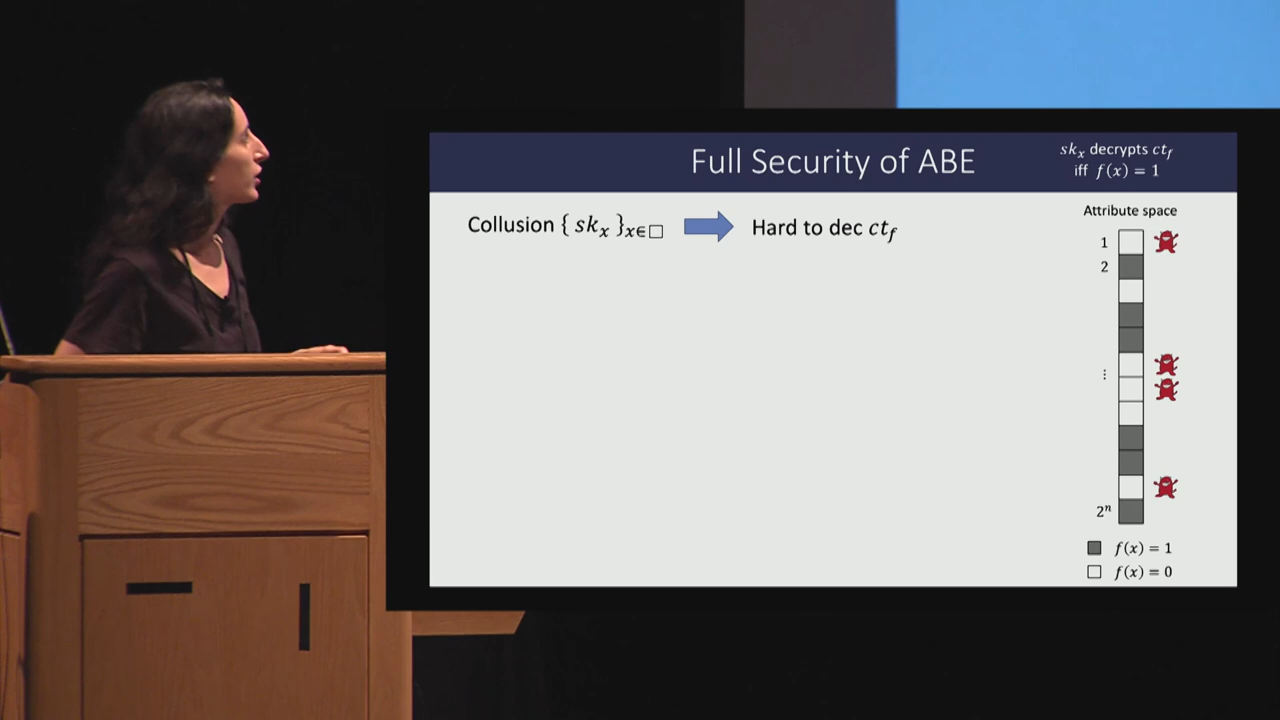 Full Security of ABE
sk_x decrypts ct_f
iff f(x) = 1
Collusion { sk_x }_{x∈□}
Hard to dec ct_f
Attribute space
1
2
⋮
2^n
f(x) = 1
f(x) = 0